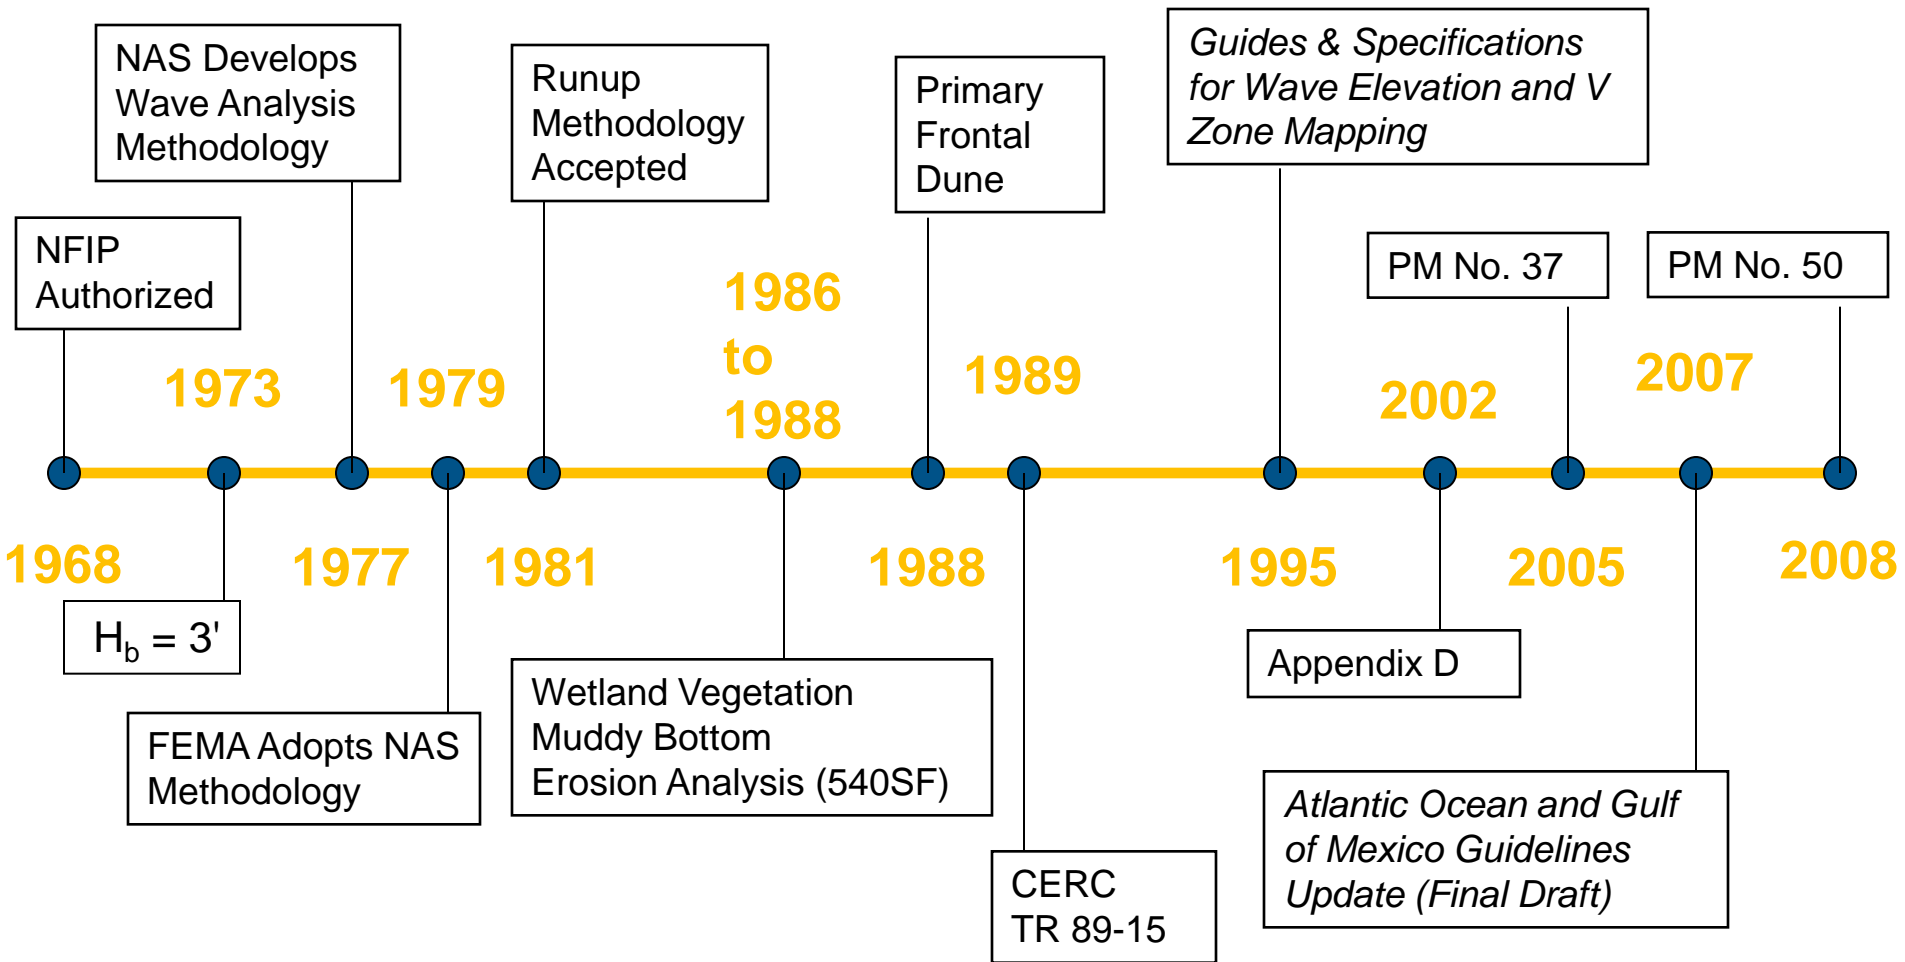 NAS Develops
Wave Analysis
Methodology
Runup
Methodology
Accepted
Primary
Frontal
Dune
Guides & Specifications
for Wave Elevation and V
Zone Mapping
NFIP
Authorized
PM No. 37
PM No. 50
1973
1979
1986
to
1988
1989
2002
2007
1968
1977
1981
1988
1995
2005
2008
Hb = 3'
FEMA Adopts NAS
Methodology
Wetland Vegetation
Muddy Bottom
Erosion Analysis (540SF)
CERC
TR 89-15
Appendix D
Atlantic Ocean and Gulf
of Mexico Guidelines
Update (Final Draft)